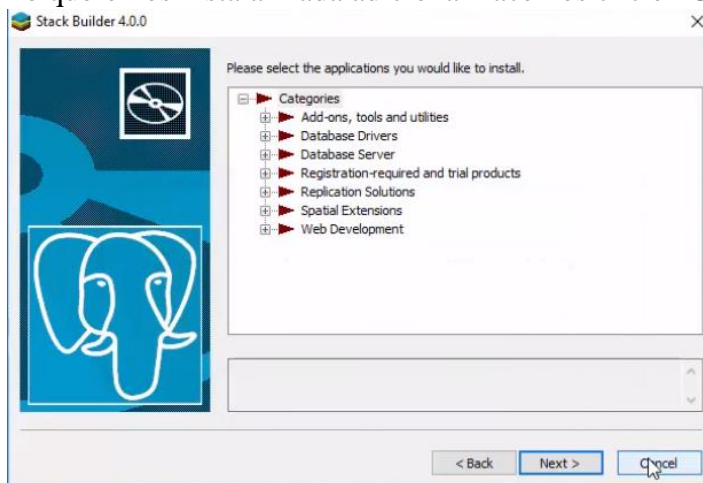 Stack Builder 4.0.0
Please select the applications you would like to install.
Categories
Add-ons, tools and utilities
Database Drivers
Database Server
Registration-required and trial products
Replication Solutions
Spatial Extensions
Web Development
< Back Next > Cancel